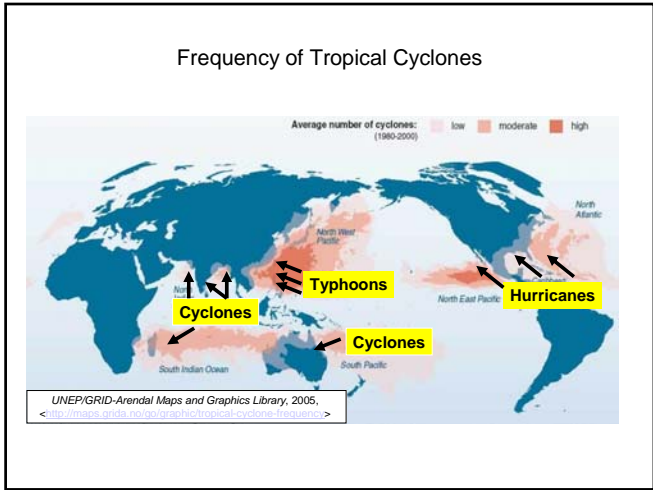 Frequency of Tropical Cyclones
Average number of cyclones: low moderate high
(1980-2000)
North
Atlantic
North West
Pacific
Typhoons
Caribbean
North East Pacific
Hurricanes
Cyclones
Cyclones
South Indian Ocean
South Pacific
UNEP/GRID-Arendal Maps and Graphics Library, 2005,
<http://maps.grida.no/go/graphic/tropical-cyclone-frequency>